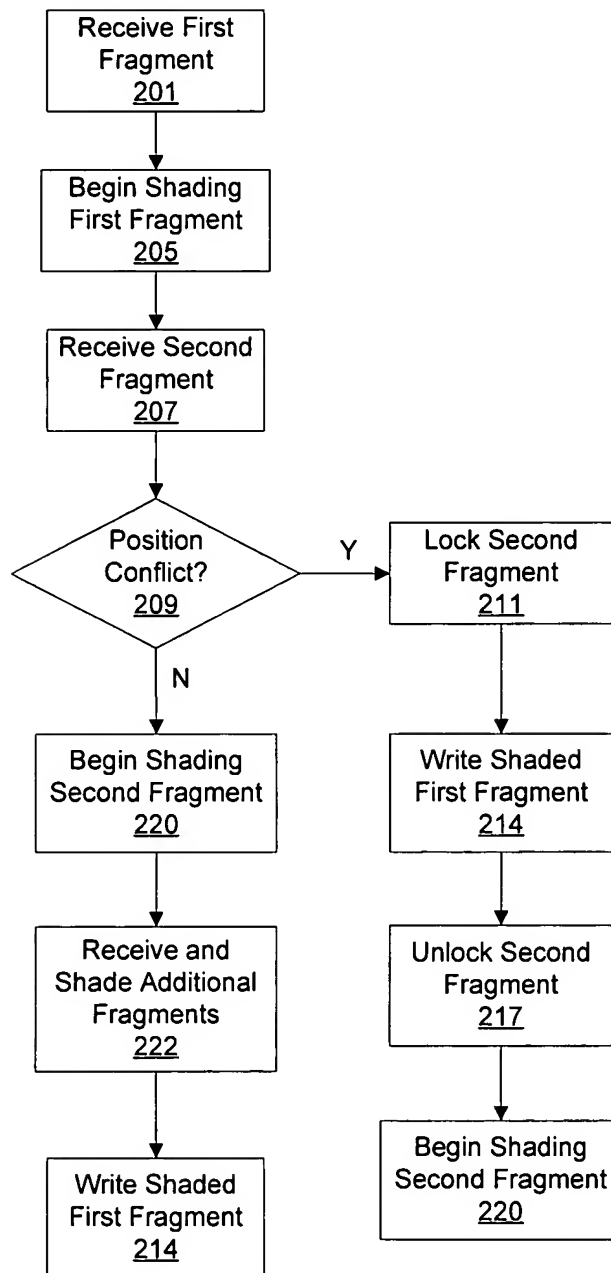 Receive First
Fragment
201
Begin Shading
First Fragment
205
Receive Second
Fragment
207
Position
Conflict?
209
Y
Lock Second
Fragment
211
N
Begin Shading
Second Fragment
220
Write Shaded
First Fragment
214
Receive and
Shade Additional
Fragments
222
Unlock Second
Fragment
217
Write Shaded
First Fragment
214
Begin Shading
Second Fragment
220